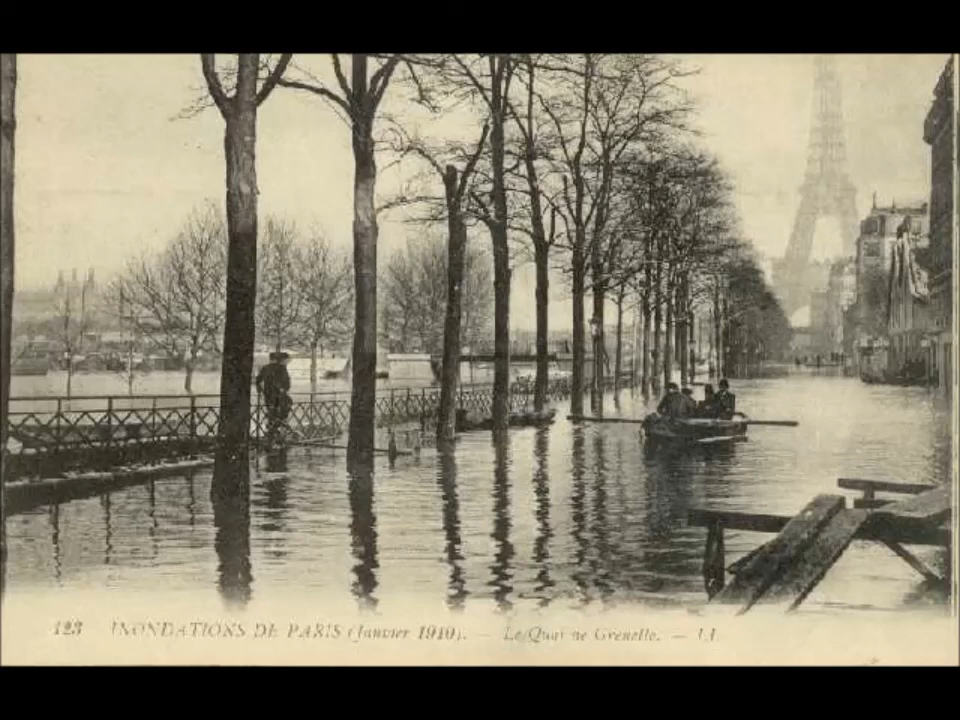 123 INONDATIONS DE PARIS (Janvier 1910). — Le Quai de Grenelle. — LL